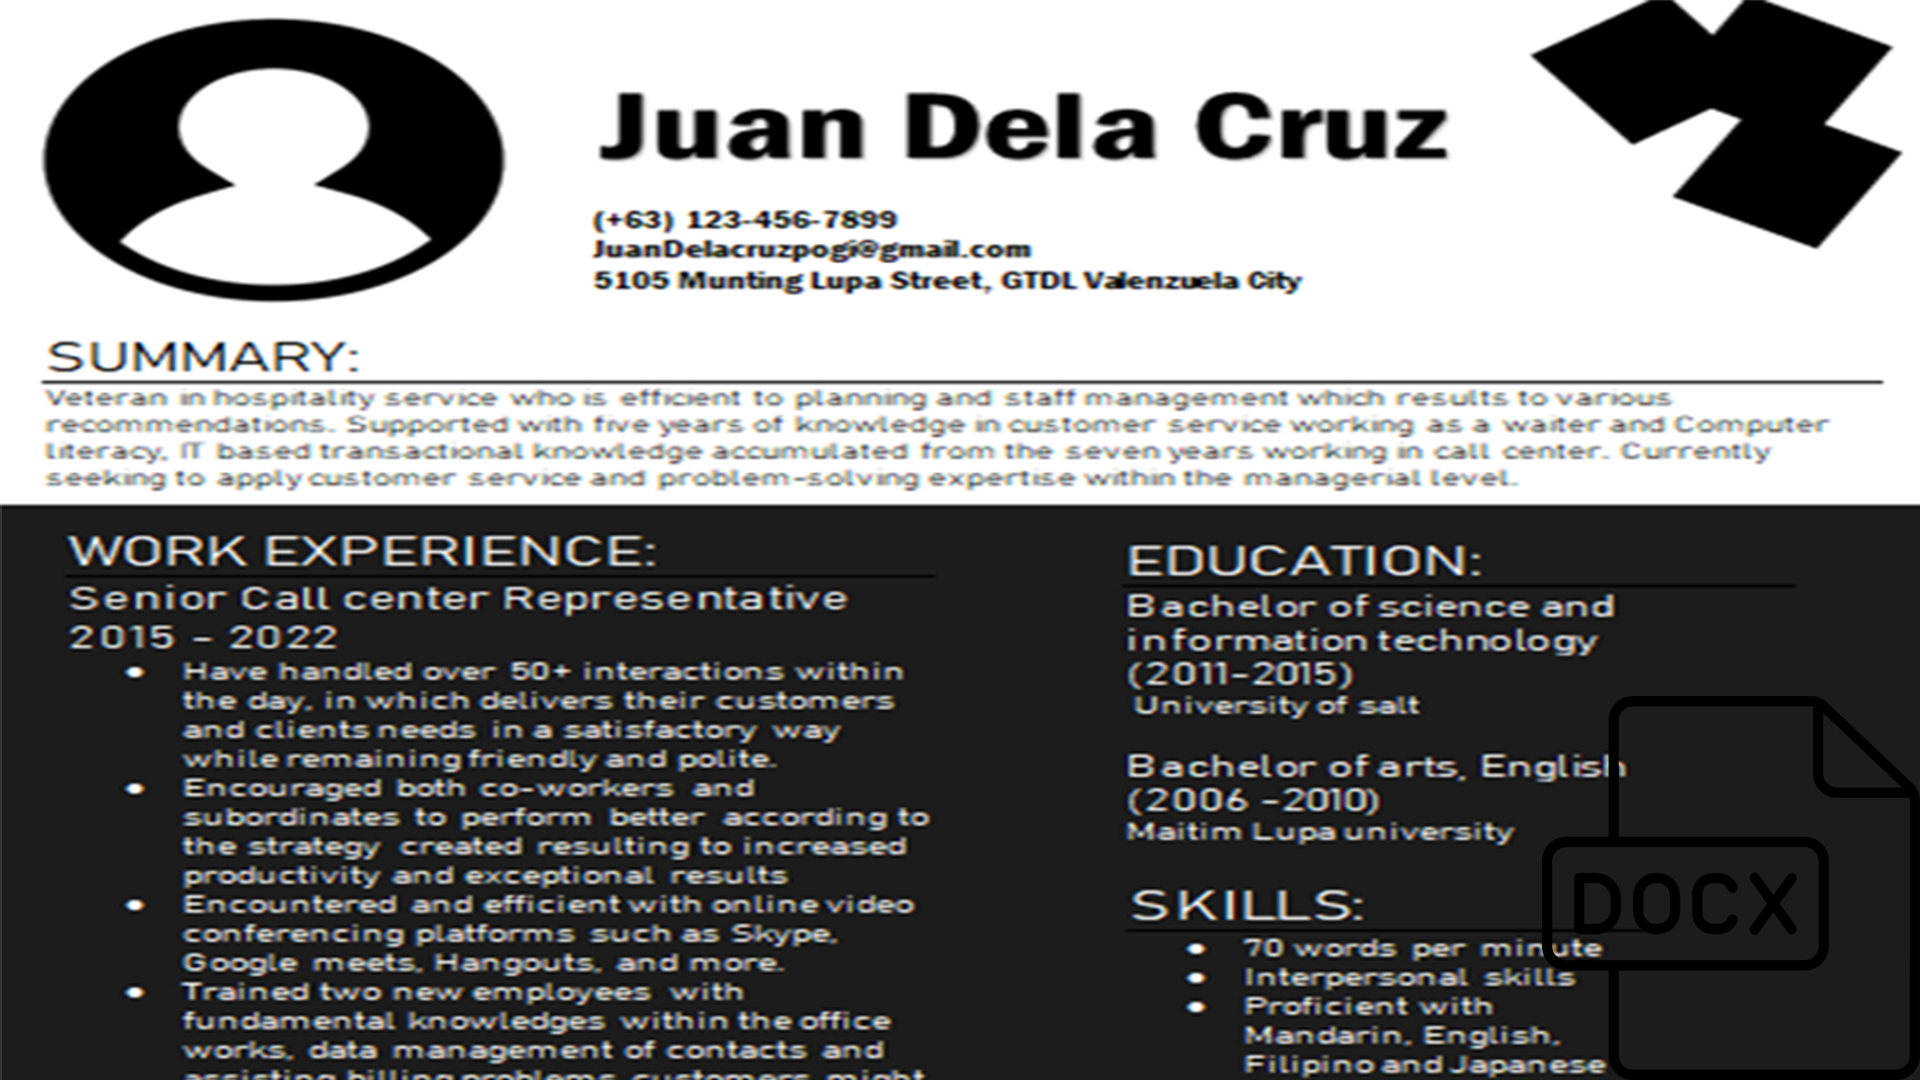 Juan Dela Cruz
(+63) 123-456-7899
JuanDelacruzpogi@gmail.com
5105 Munting Lupa Street, GTDL Valenzuela City
SUMMARY:
Veteran in hospitality service who is efficient to planning and staff management which results to various
recommendations. Supported with five years of knowledge in customer service working as a waiter and Computer
literacy, IT based transactional knowledge accumulated from the seven years working in call center. Currently
seeking to apply customer service and problem-solving expertise within the managerial level.
WORK EXPERIENCE:
Senior Call center Representative
2015 - 2022
• Have handled over 50+ interactions within
the day, in which delivers their customers
and clients needs in a satisfactory way
while remaining friendly and polite.
• Encouraged both co-workers and
subordinates to perform better according to
the strategy created resulting to increased
productivity and exceptional results
• Encountered and efficient with online video
conferencing platforms such as Skype,
Google meets, Hangouts, and more.
• Trained two new employees with
fundamental knowledges within the office
works, data management of contacts and
assisting billing problems customers might
EDUCATION:
Bachelor of science and
information technology
(2011-2015)
University of salt
Bachelor of arts, English
(2006 -2010)
Maitim Lupa university
SKILLS:
• 70 words per minute
• Interpersonal skills
• Proficient with
Mandarin, English,
Filipino and Japanese
DOCX